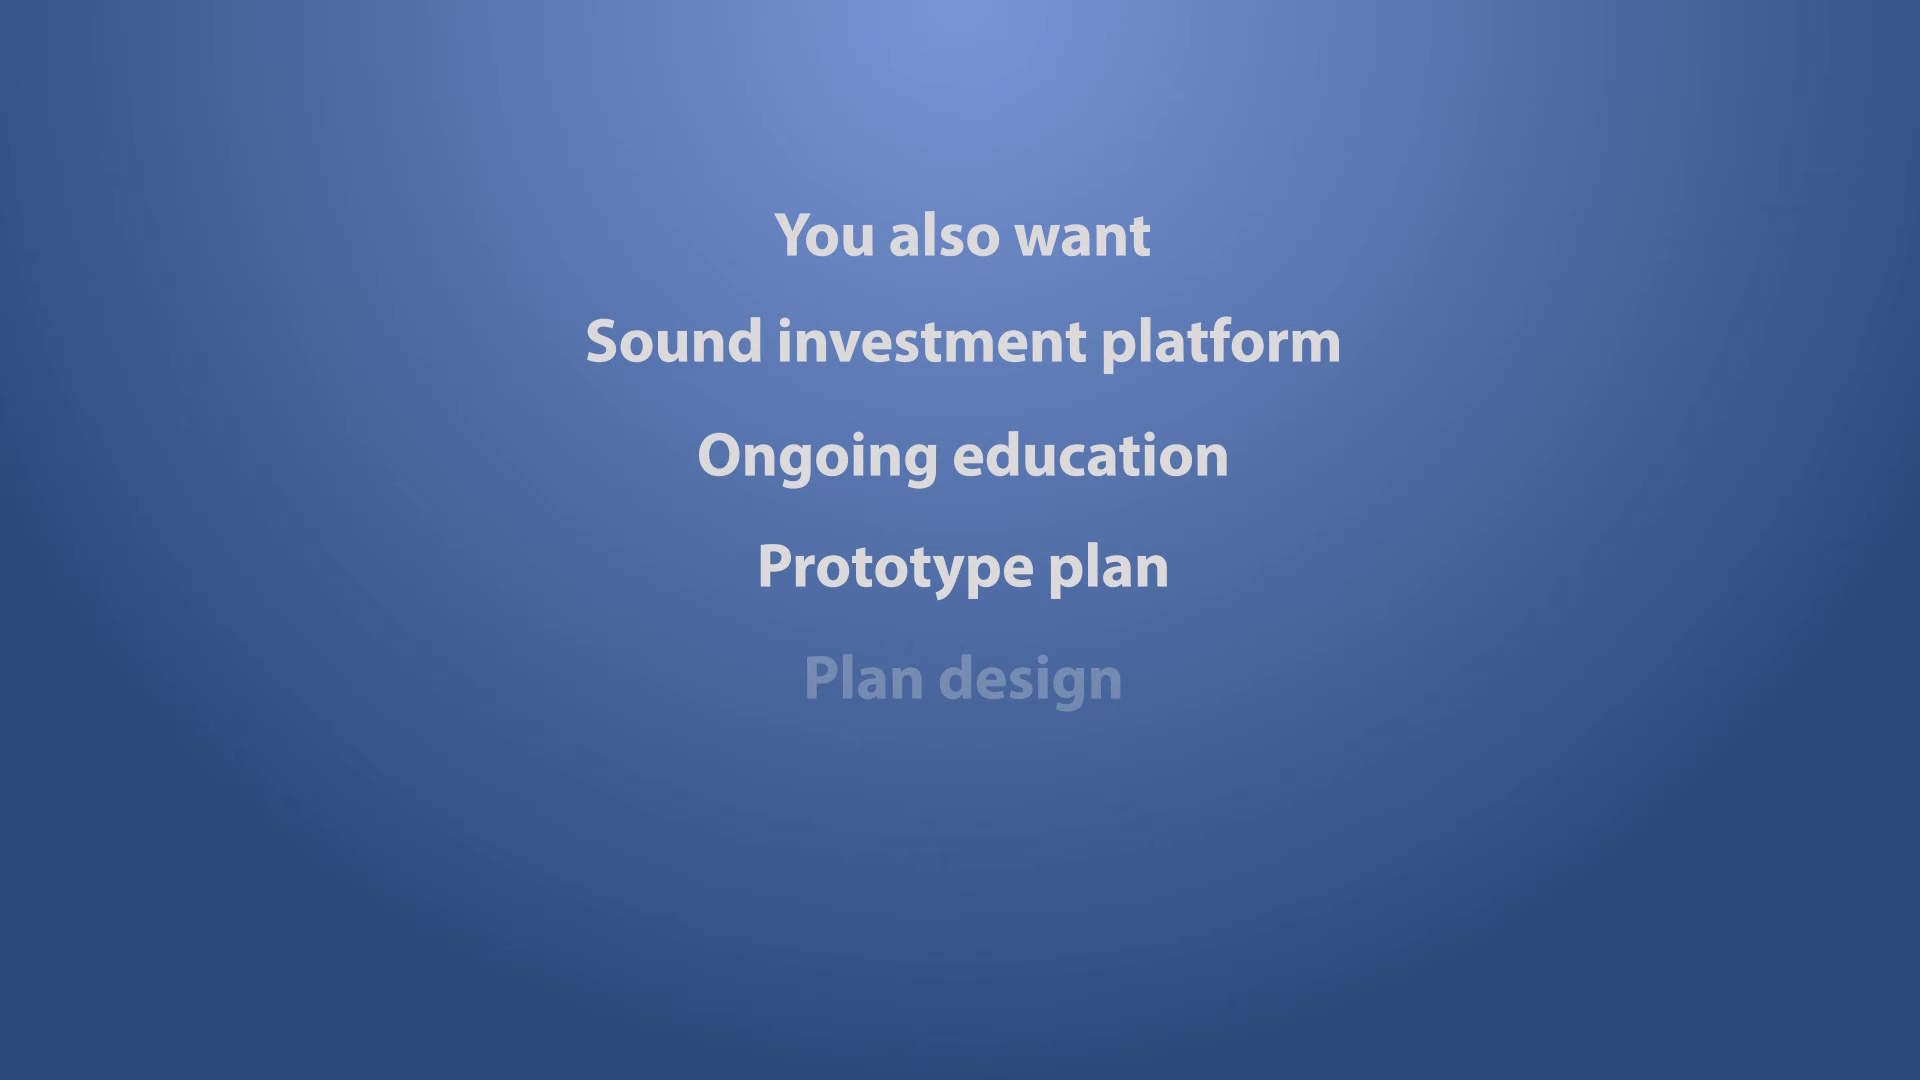 You also want
Sound investment platform
Ongoing education
Prototype plan
Plan design